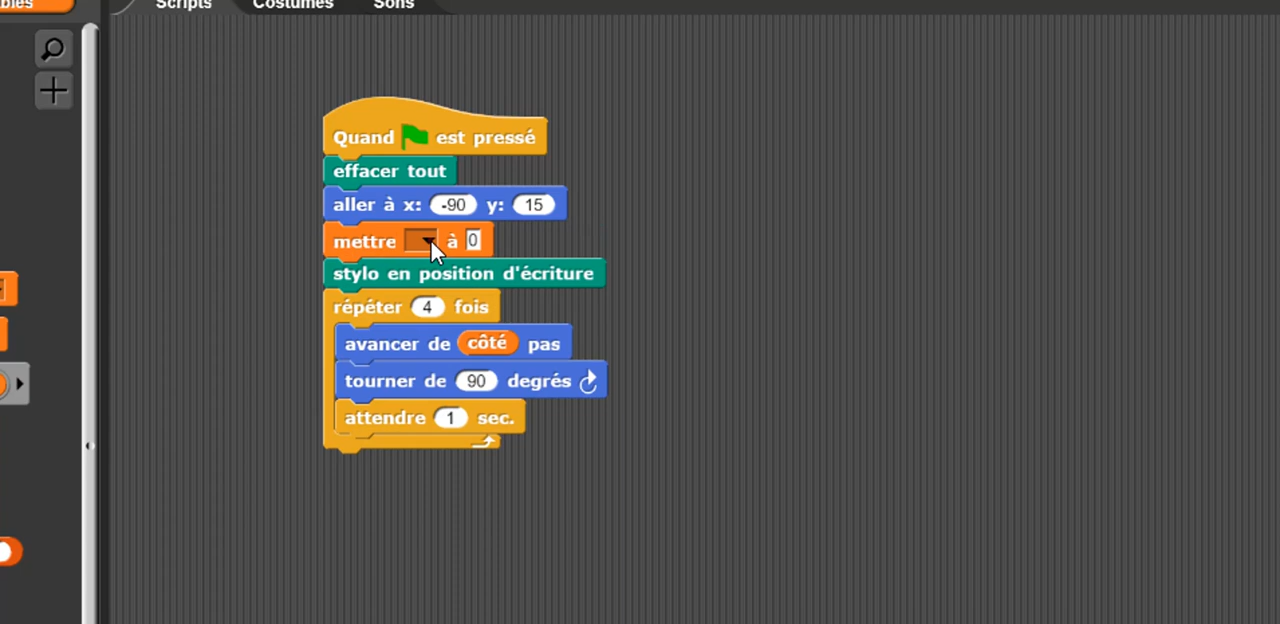 Scripts Costumes Sons
Quand est pressé
effacer tout
aller à x: -90 y: 15
mettre à 0
stylo en position d'écriture
répéter 4 fois
avancer de côté pas
tourner de 90 degrés
attendre 1 sec.